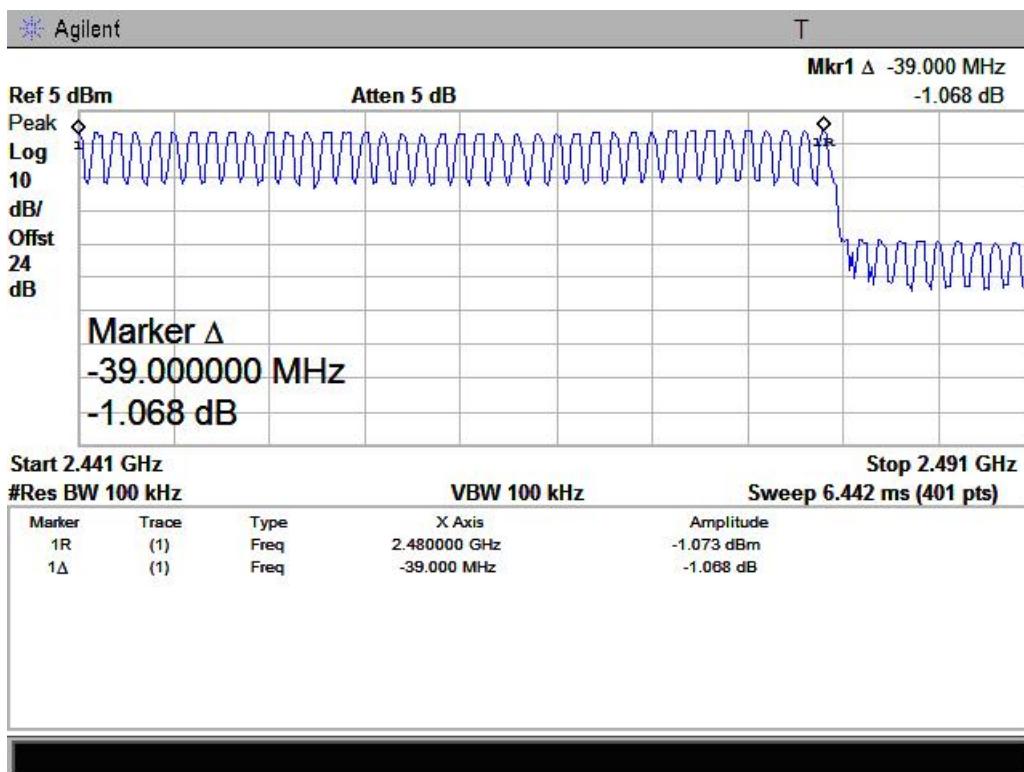 Agilent T
Mkr1 Δ -39.000 MHz
Ref 5 dBm Atten 5 dB -1.068 dB
Peak
Log
10
dB/
Offst
24
dB
1 1R
Marker Δ
-39.000000 MHz
-1.068 dB
Start 2.441 GHz Stop 2.491 GHz
#Res BW 100 kHz VBW 100 kHz Sweep 6.442 ms (401 pts)
Marker Trace Type X Axis Amplitude
1R (1) Freq 2.480000 GHz -1.073 dBm
1Δ (1) Freq -39.000 MHz -1.068 dB